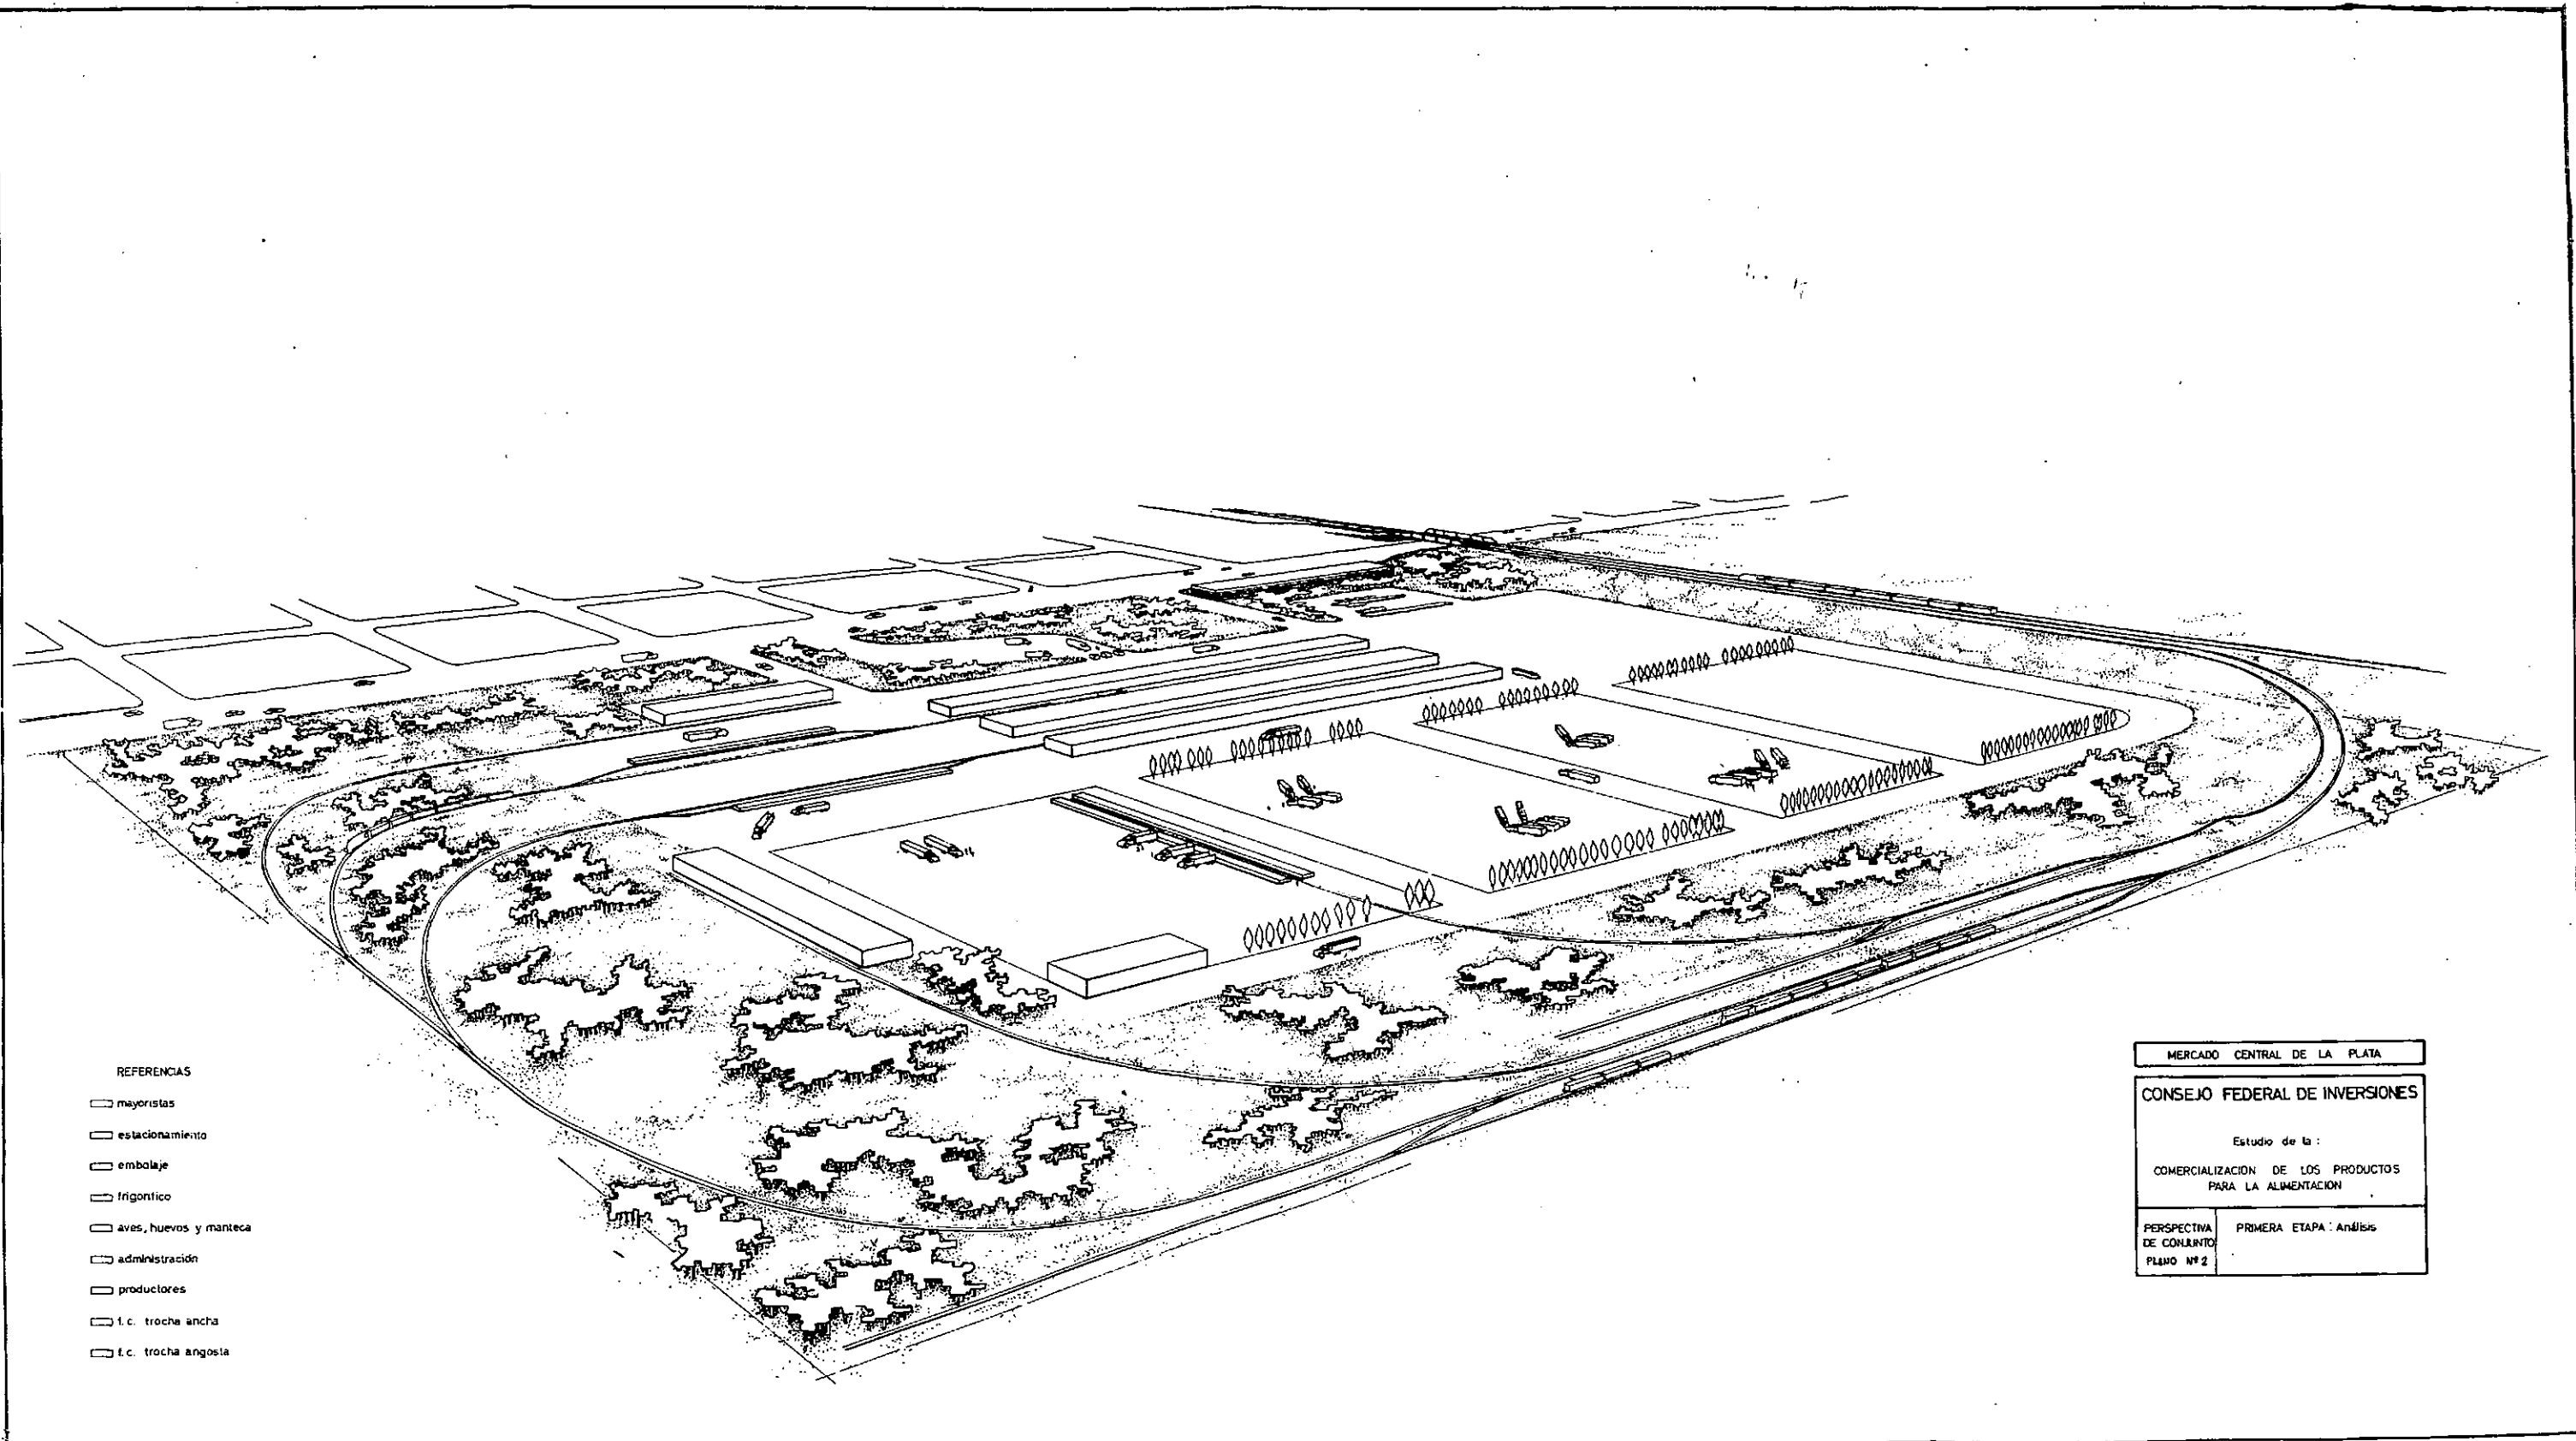 REFERENCIAS
mayoristas
estacionamiento
embalaje
frigorifico
aves, huevos y manteca
administración
productores
f.c. trocha ancha
f.c. trocha angosta
MERCADO CENTRAL DE LA PLATA
CONSEJO FEDERAL DE INVERSIONES
Estudio de la :
COMERCIALIZACION DE LOS PRODUCTOS
PARA LA ALIMENTACION
PERSPECTIVA
DE CONJUNTO
PLANO Nº 2
PRIMERA ETAPA : Análisis